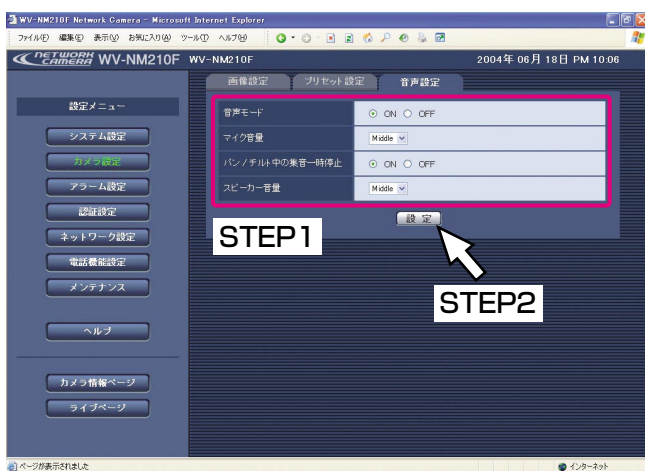 WV-NM210F Network Camera - Microsoft Internet Explorer
ファイル(F) 編集(E) 表示(V) お気に入り(A) ツール(T) ヘルプ(H)
NETWORK CAMERA WV-NM210F WV-NM210F 2004年 06月 18日 PM 10:06
画像設定 プリセット設定 音声設定
設定メニュー
システム設定
カメラ設定
アラーム設定
認証設定
ネットワーク設定
電話機能設定
メンテナンス
ヘルプ
カメラ情報ページ
ライブページ
音声モード ON OFF
マイク音量 Middle
パン/チルト中の集音一時停止 ON OFF
スピーカー音量 Middle
設 定
STEP1
STEP2
ページが表示されました インターネット